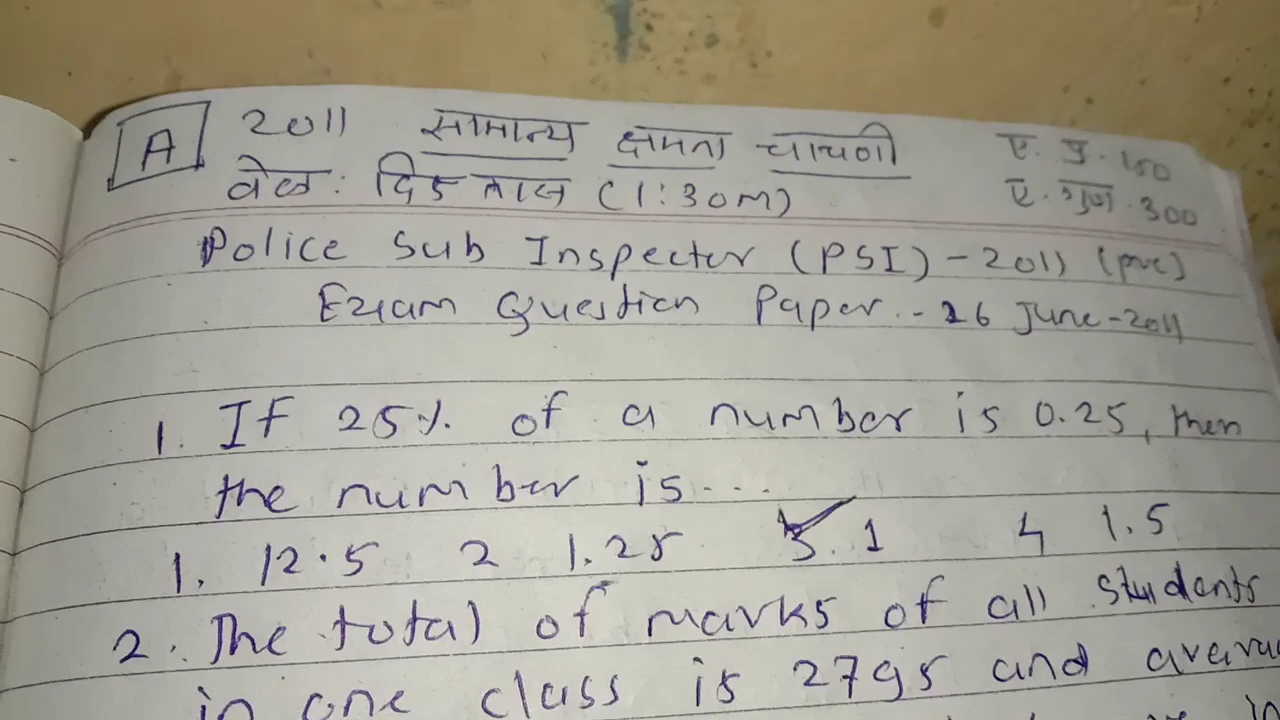 A 2011 सामान्य क्षमता चाचणी ए. प्र. 150
वेळ: दिड तास (1:30m) ए. गुण. 300
Police Sub Inspector (PSI) - 2011 (pre)
Exam Question Paper - 26 June-2011
1. If 25% of a number is 0.25, then
the number is...
1. 12.5 2 1.25 3. 1 4 1.5
2. The total of marks of all students
in one class is 2795 and